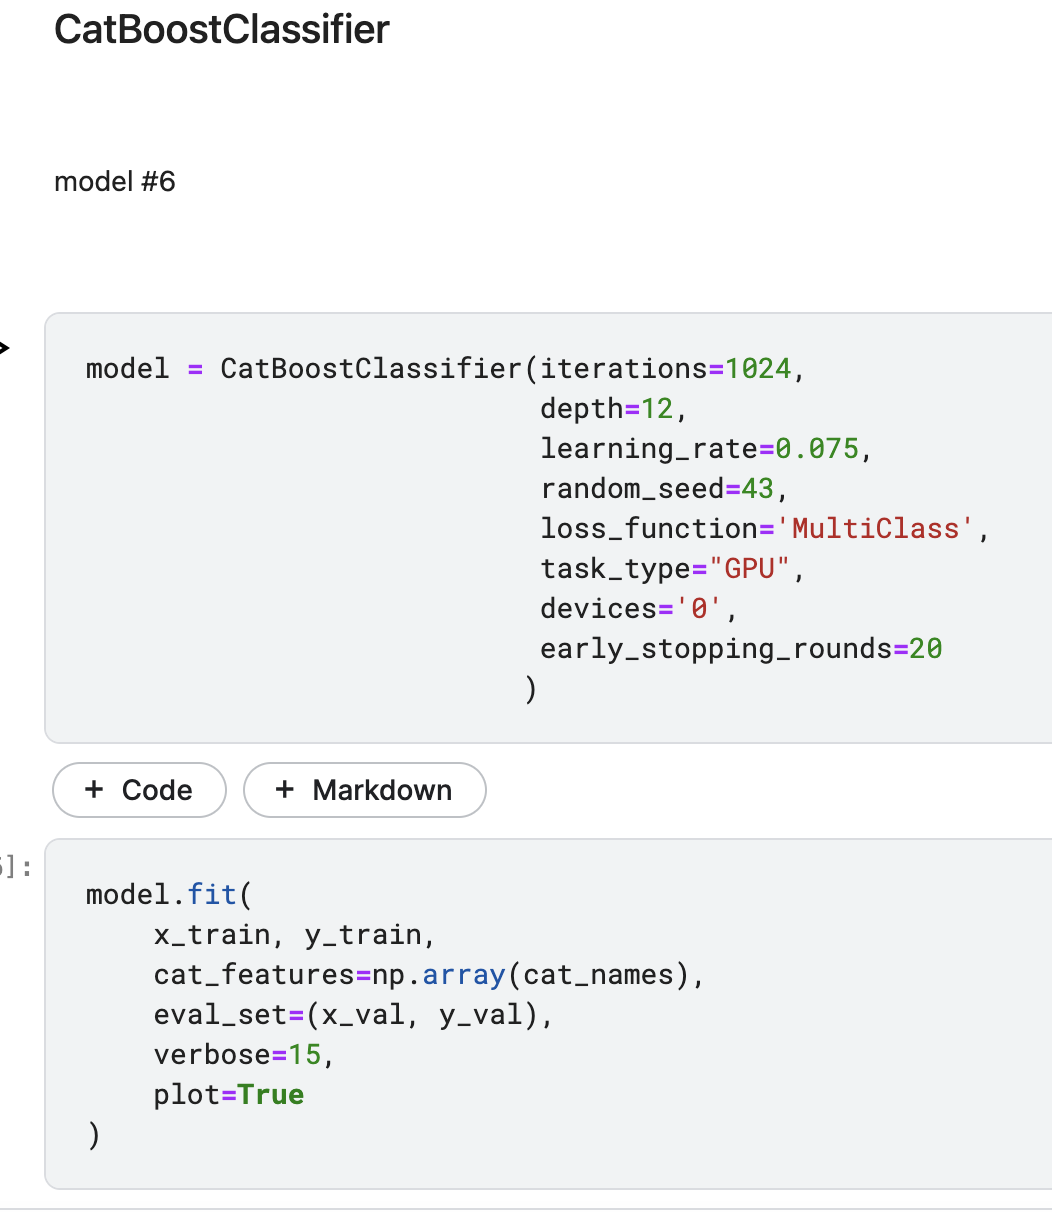 CatBoostClassifier
model #6
model = CatBoostClassifier(iterations=1024,
depth=12,
learning_rate=0.075,
random_seed=43,
loss_function='MultiClass',
task_type="GPU",
devices='0',
early_stopping_rounds=20
)
+ Code + Markdown
]:
model.fit(
x_train, y_train,
cat_features=np.array(cat_names),
eval_set=(x_val, y_val),
verbose=15,
plot=True
)